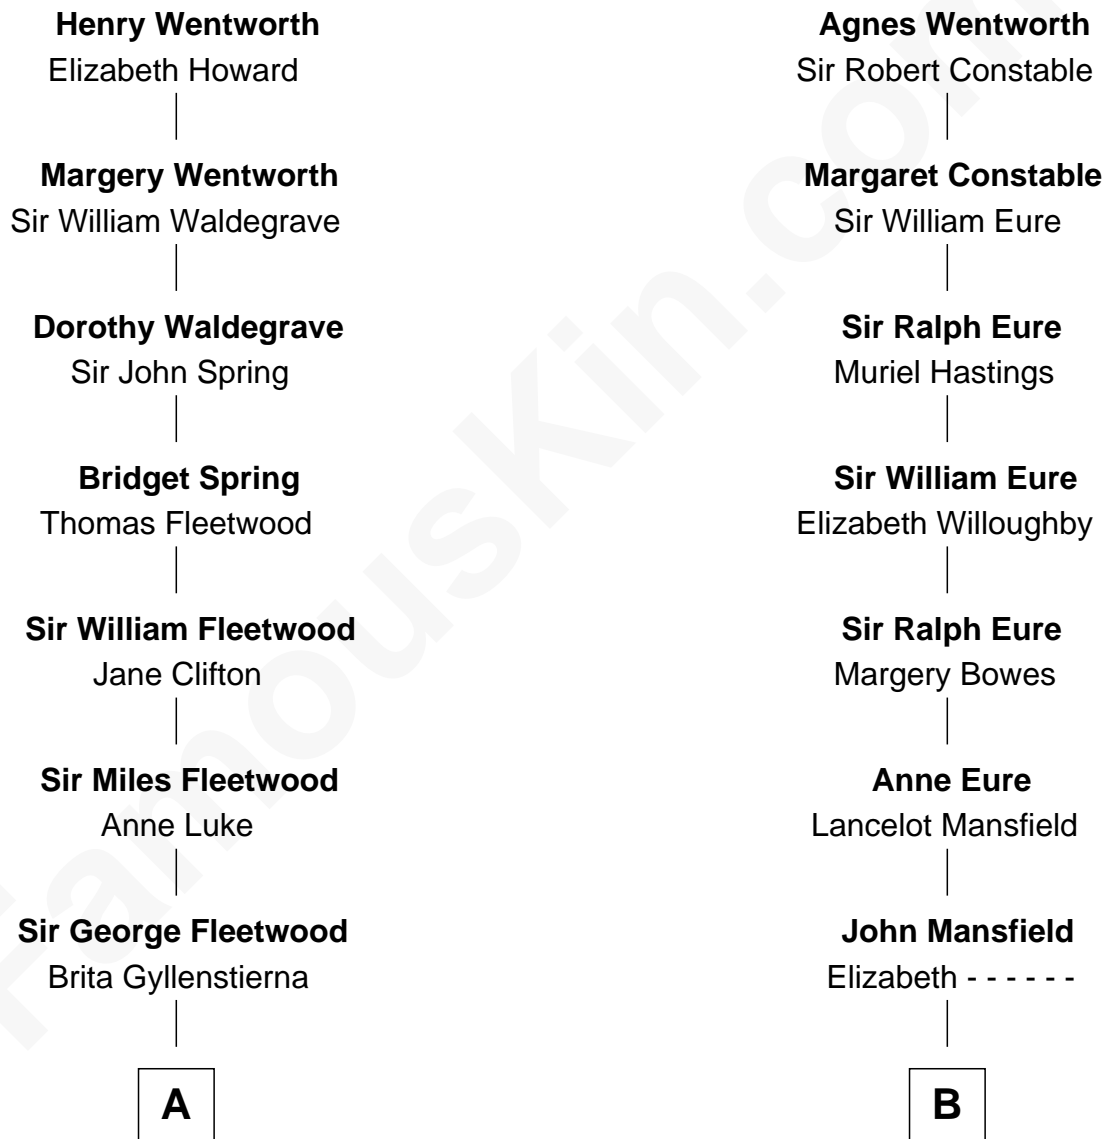 Henry Wentworth
Elizabeth Howard
Margery Wentworth
Sir William Waldegrave
Dorothy Waldegrave
Sir John Spring
Bridget Spring
Thomas Fleetwood
Sir William Fleetwood
Jane Clifton
Sir Miles Fleetwood
Anne Luke
Sir George Fleetwood
Brita Gyllenstierna
A
Agnes Wentworth
Sir Robert Constable
Margaret Constable
Sir William Eure
Sir Ralph Eure
Muriel Hastings
Sir William Eure
Elizabeth Willoughby
Sir Ralph Eure
Margery Bowes
Anne Eure
Lancelot Mansfield
John Mansfield
Elizabeth - - - - - -
B
FamousKin.com